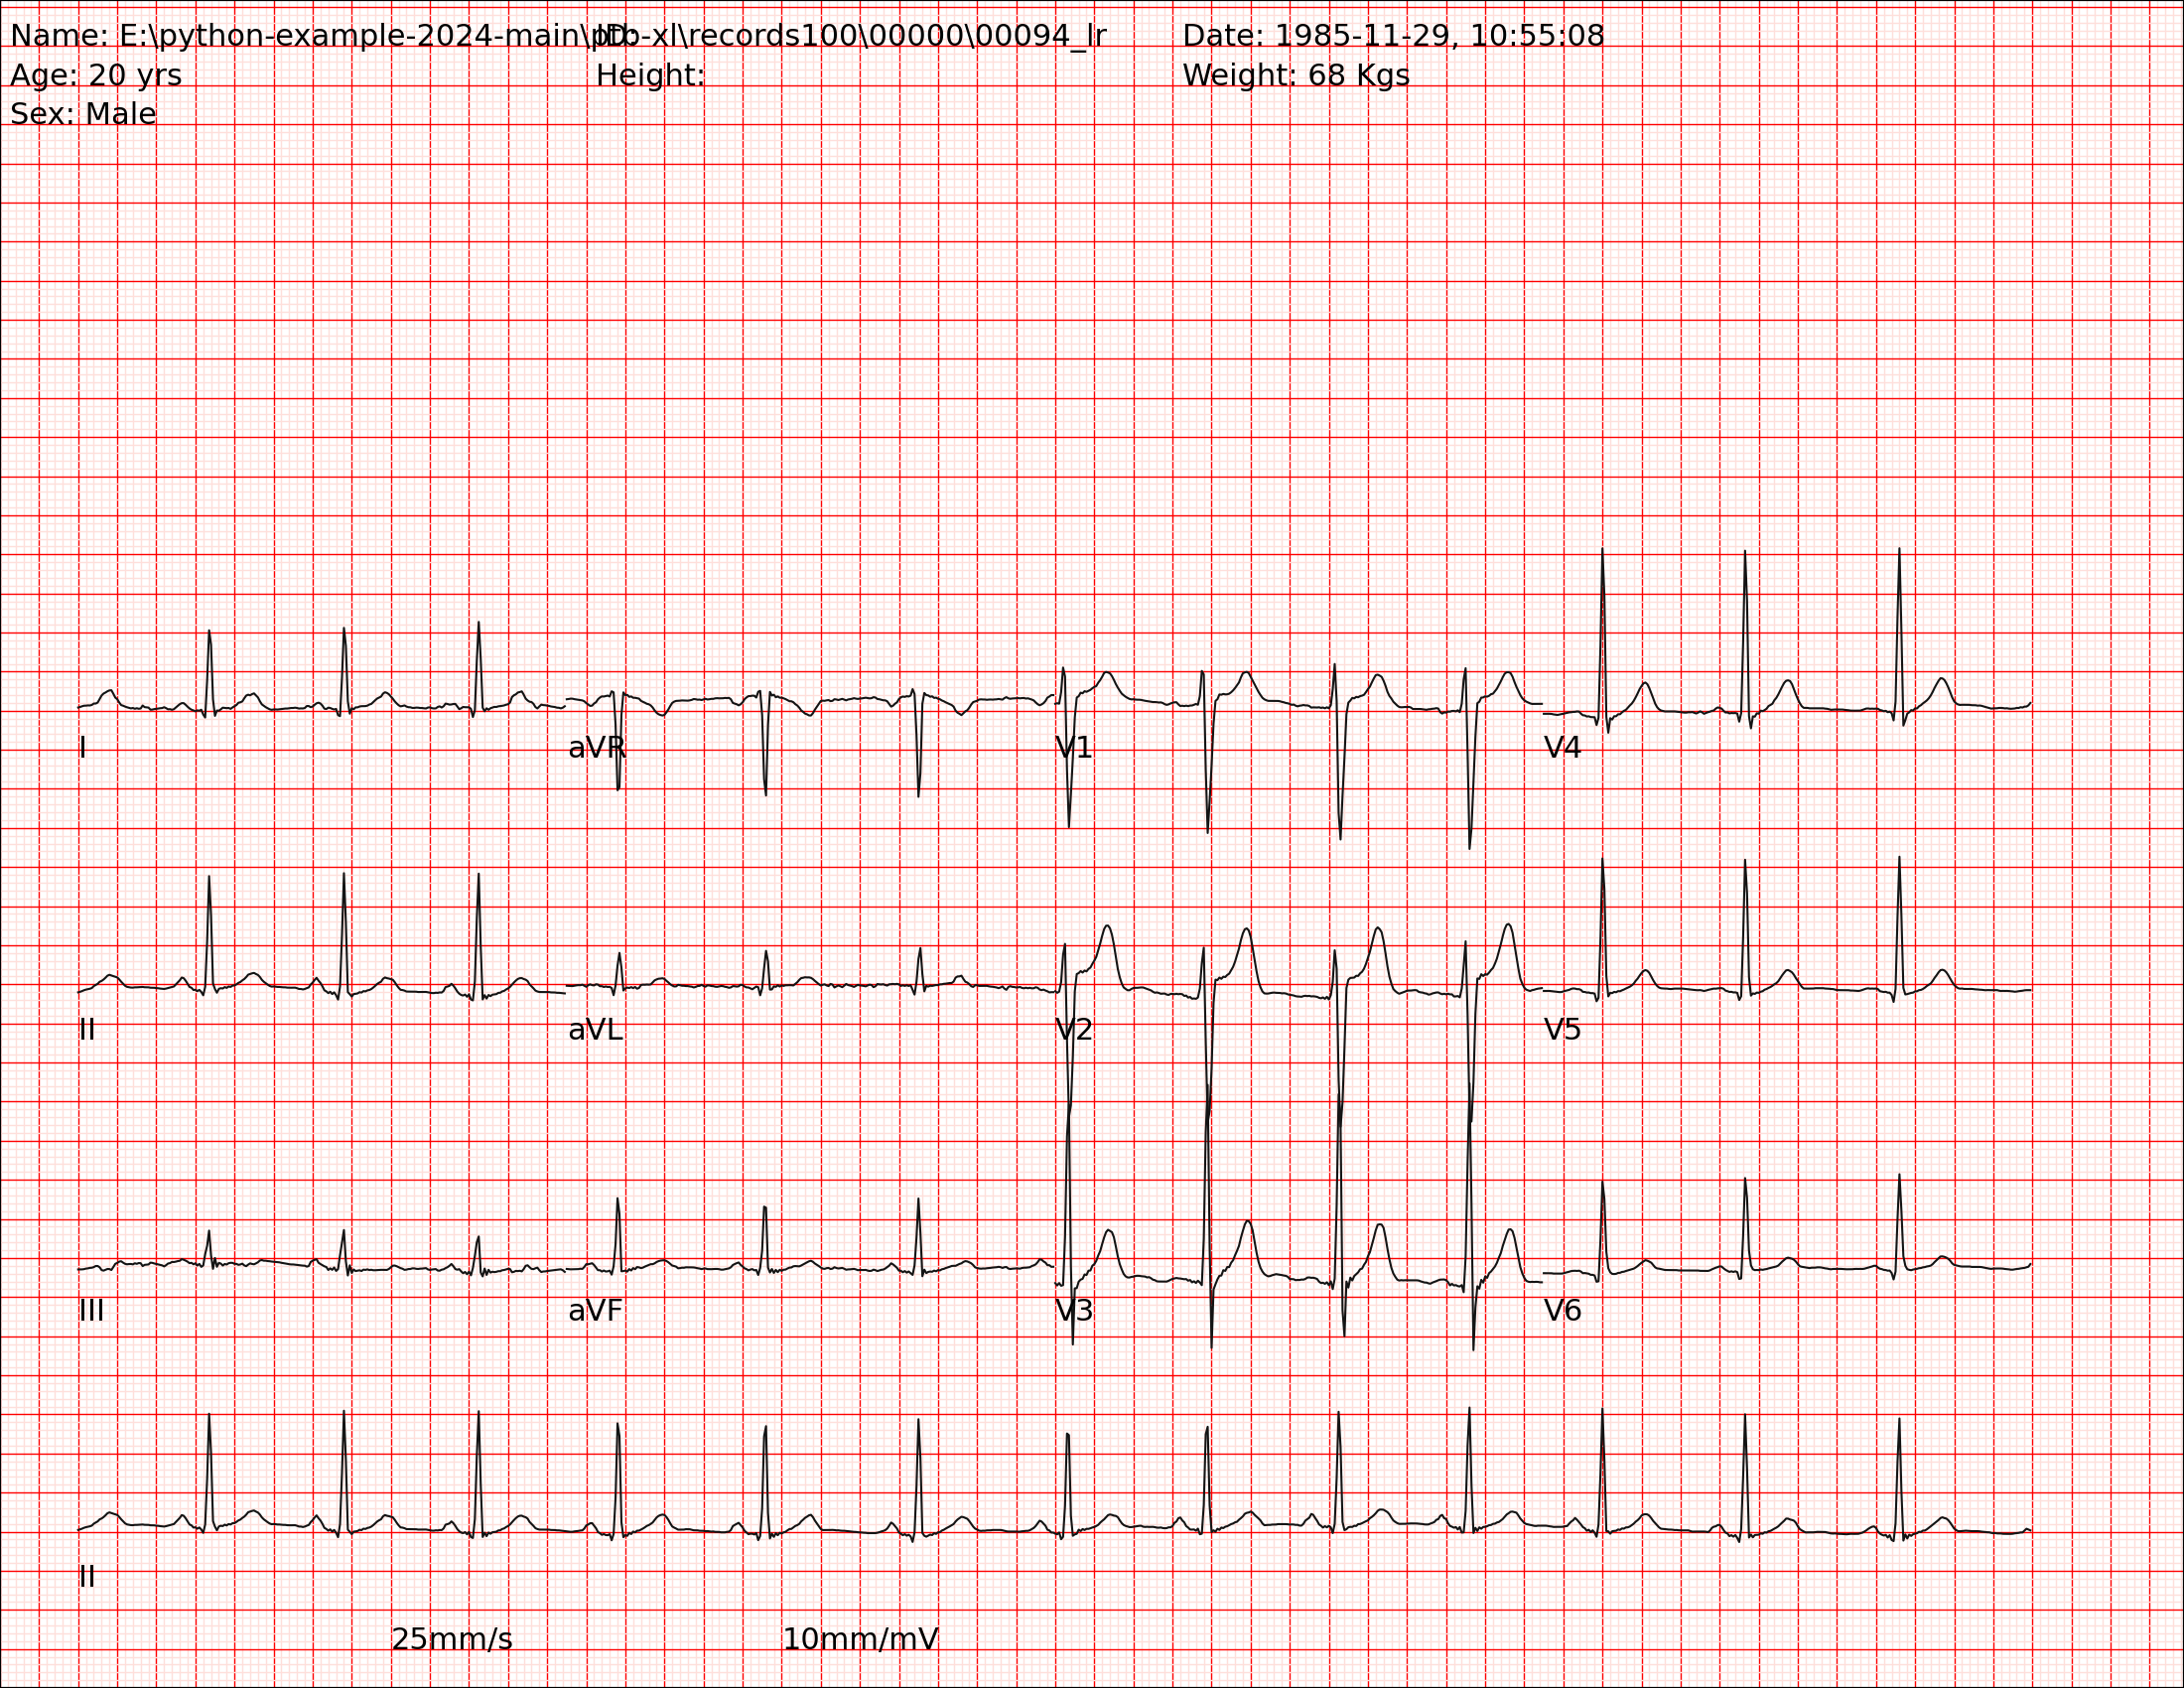 Name: E:\python-example-2024-main\ptb-xl\records100\00000\00094_lr ID: Date: 1985-11-29, 10:55:08
Age: 20 yrs Height: Weight: 68 Kgs
Sex: Male
I aVR V1 V4
II aVL V2 V5
III aVF V3 V6
II
25mm/s 10mm/mV